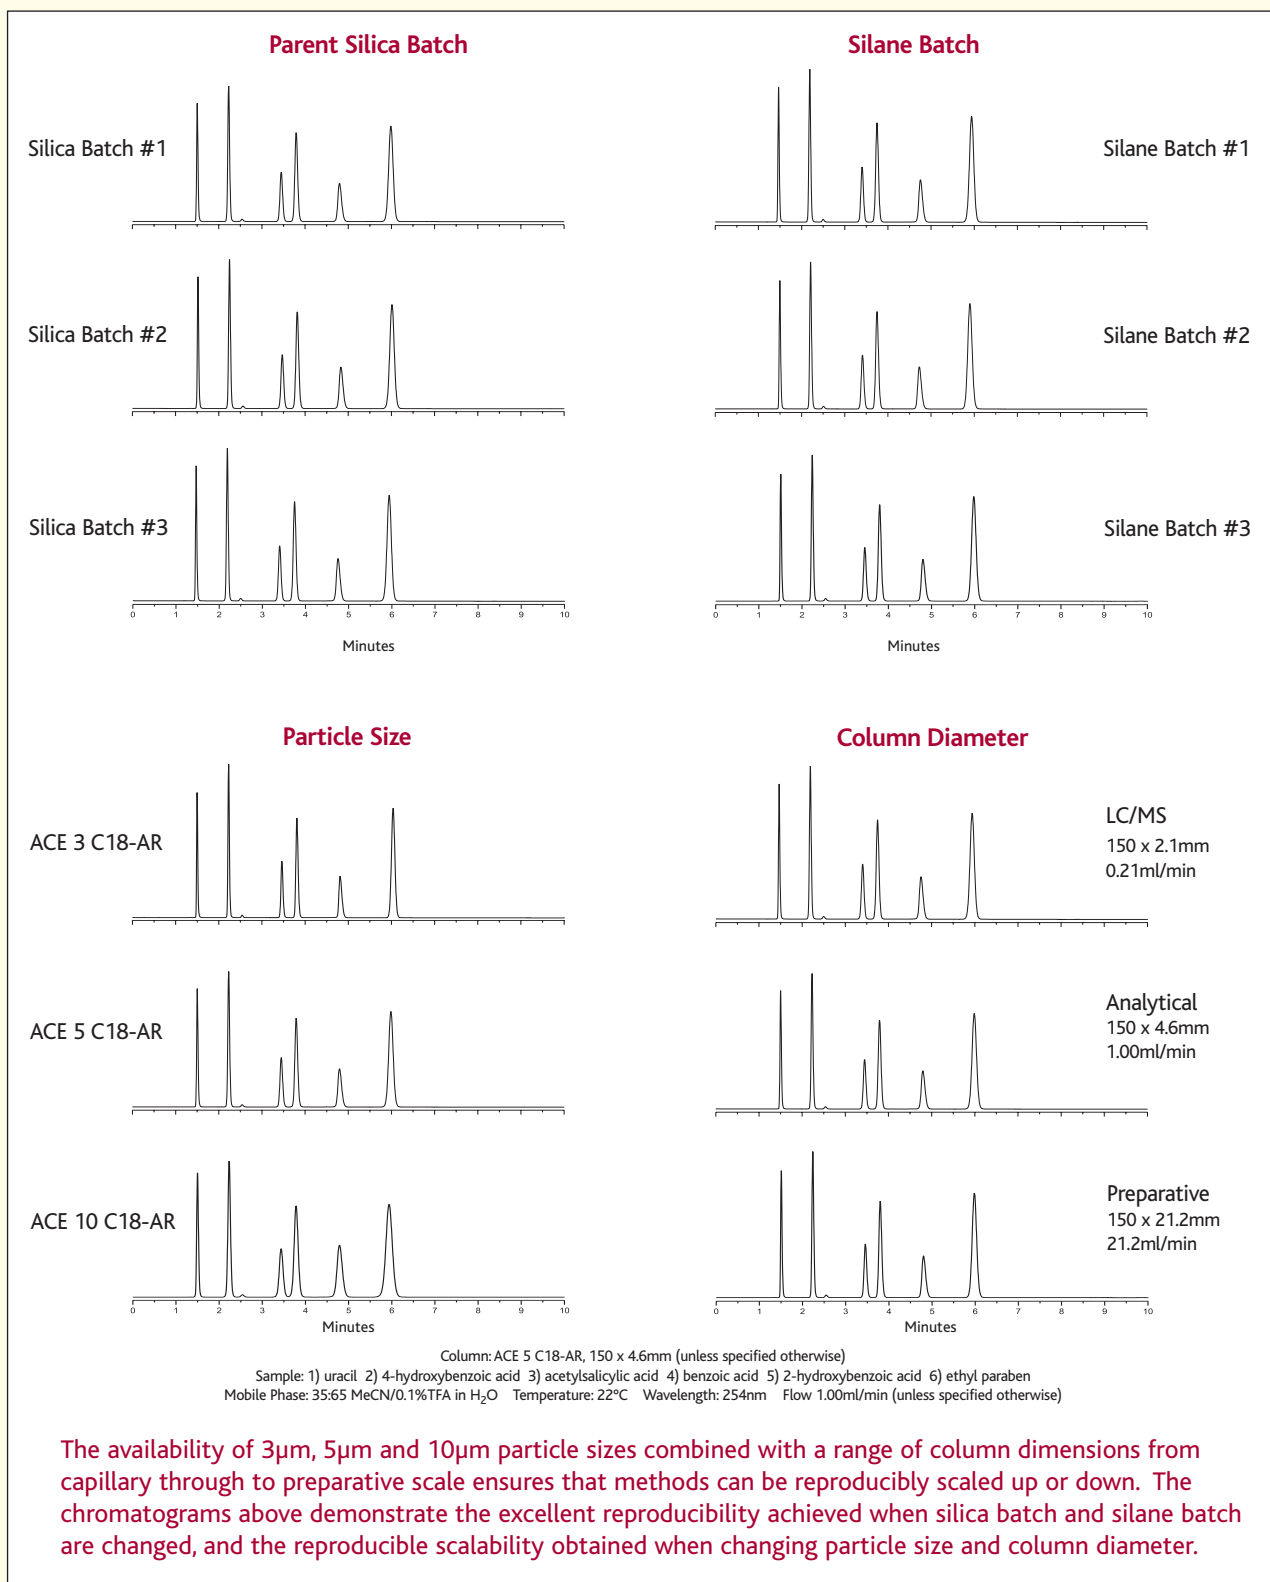 Parent Silica Batch
Silica Batch #1
Silica Batch #2
Silica Batch #3
0 1 2 3 4 5 6 7 8 9 10
Minutes
Silane Batch
Silane Batch #1
Silane Batch #2
Silane Batch #3
0 1 2 3 4 5 6 7 8 9 10
Minutes
Particle Size
ACE 3 C18-AR
ACE 5 C18-AR
ACE 10 C18-AR
0 1 2 3 4 5 6 7 8 9 10
Minutes
Column Diameter
LC/MS
150 x 2.1mm
0.21ml/min
Analytical
150 x 4.6mm
1.00ml/min
Preparative
150 x 21.2mm
21.2ml/min
0 1 2 3 4 5 6 7 8 9 10
Minutes
Column: ACE 5 C18-AR, 150 x 4.6mm (unless specified otherwise)
Sample: 1) uracil 2) 4-hydroxybenzoic acid 3) acetylsalicylic acid 4) benzoic acid 5) 2-hydroxybenzoic acid 6) ethyl paraben
Mobile Phase: 35:65 MeCN/0.1%TFA in H₂O Temperature: 22°C Wavelength: 254nm Flow 1.00ml/min (unless specified otherwise)
The availability of 3µm, 5µm and 10µm particle sizes combined with a range of column dimensions from
capillary through to preparative scale ensures that methods can be reproducibly scaled up or down. The
chromatograms above demonstrate the excellent reproducibility achieved when silica batch and silane batch
are changed, and the reproducible scalability obtained when changing particle size and column diameter.